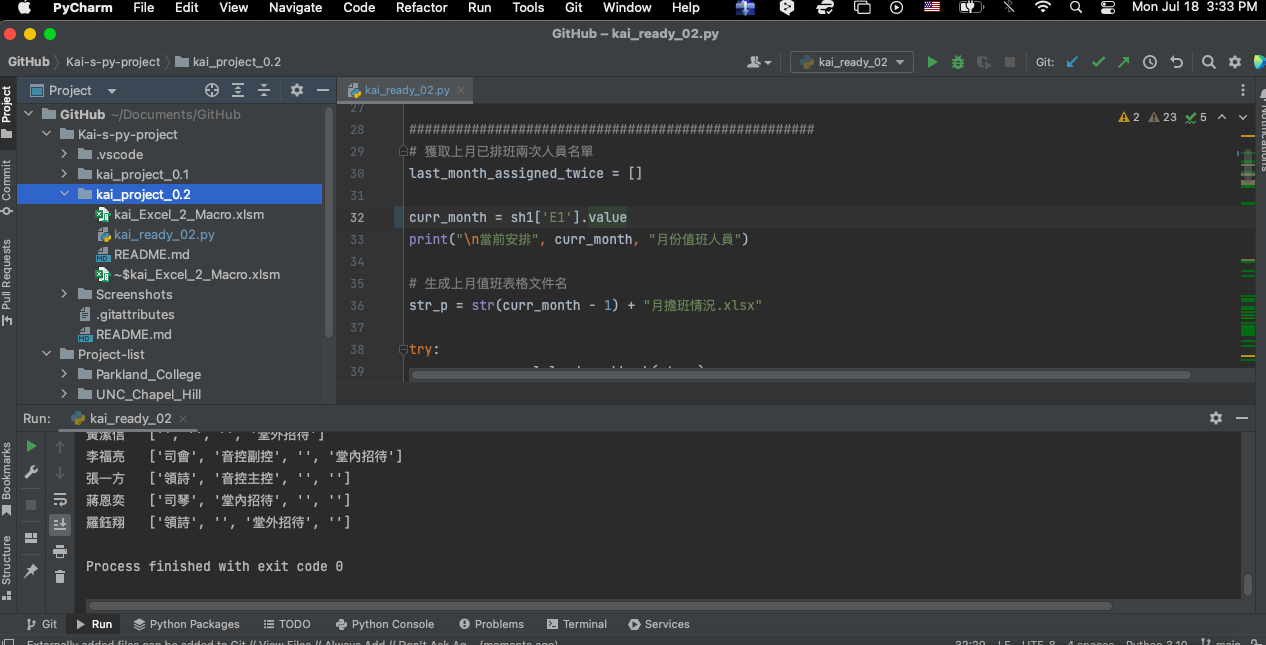 PyCharm File Edit View Navigate Code Refactor Run Tools Git Window Help Mon Jul 18 3:33 PM
GitHub – kai_ready_02.py
GitHub Kai-s-py-project kai_project_0.2 kai_ready_02 Git:
Project
kai_ready_02.py
Project
Commit
Pull Requests
Bookmarks
Structure
Notifications
GitHub ~/Documents/GitHub
Kai-s-py-project
.vscode
kai_project_0.1
kai_project_0.2
kai_Excel_2_Macro.xlsm
kai_ready_02.py
README.md
~$kai_Excel_2_Macro.xlsm
Screenshots
.gitattributes
README.md
Project-list
Parkland_College
UNC_Chapel_Hill
2 23 5
27
28 ####################################################
29 # 獲取上月已排班兩次人員名單
30 last_month_assigned_twice = []
31
32 curr_month = sh1['E1'].value
33 print("\n當前安排", curr_month, "月份值班人員")
34
35 # 生成上月值班表格文件名
36 str_p = str(curr_month - 1) + "月擔班情況.xlsx"
37
38 try:
39
Run: kai_ready_02
黃潔信 ['', '', '', '堂外招待']
李福亮 ['司會', '音控副控', '', '堂內招待']
張一方 ['領詩', '音控主控', '', '']
蔣恩奕 ['司琴', '堂內招待', '', '']
羅鈺翔 ['領詩', '', '堂外招待', '']
Process finished with exit code 0
Git Run Python Packages TODO Python Console Problems Terminal Services
Externally added files can be added to Git // View Files // Always Add // Don't Ask Ag... (moments ago) 32:29 LF UTF-8 4 spaces Python 3.10 main